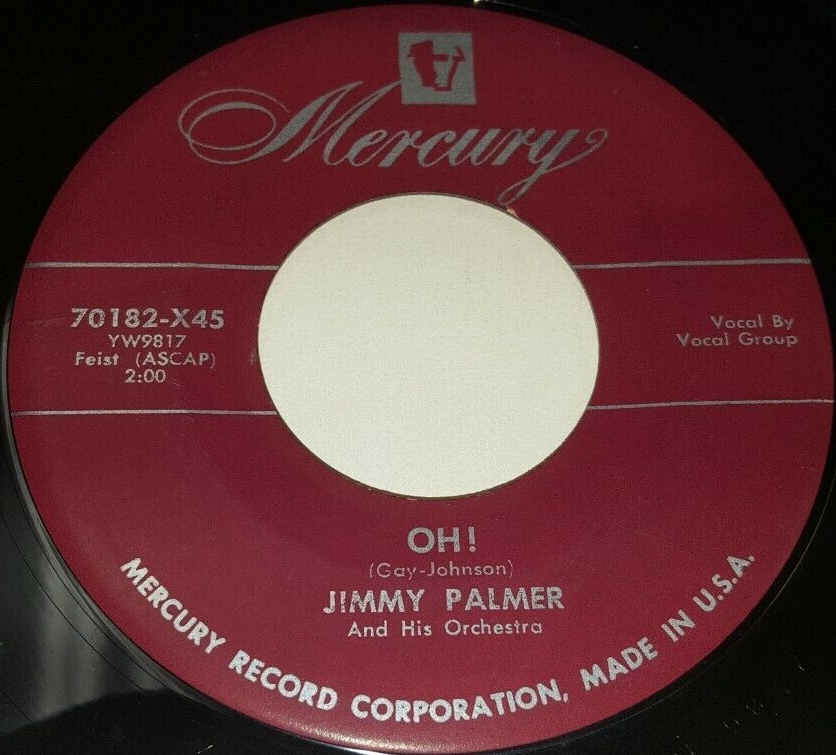 Mercury
70182-X45
YW9817
Feist (ASCAP)
2:00
Vocal By
Vocal Group
OH!
(Gay-Johnson)
JIMMY PALMER
And His Orchestra
MERCURY RECORD CORPORATION, MADE IN U.S.A.